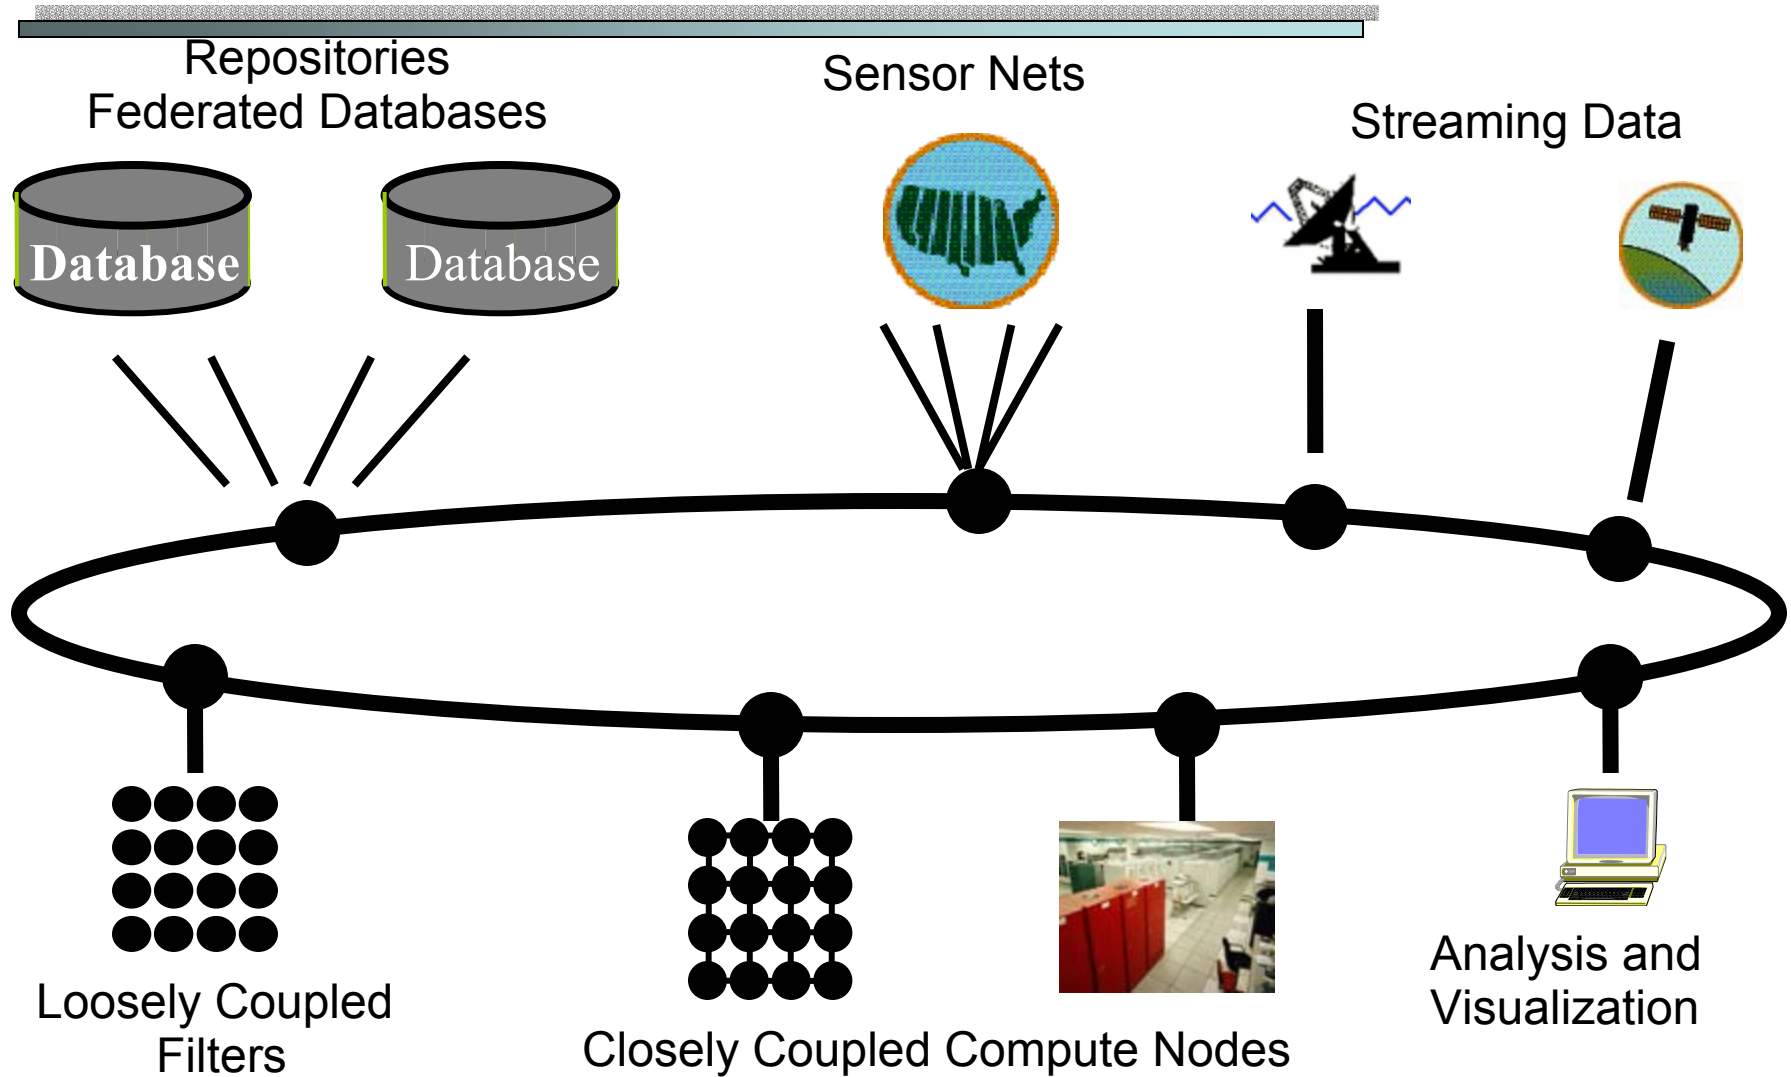 Repositories
Federated Databases
Sensor Nets
Streaming Data
Database
Database
Loosely Coupled
Filters
Closely Coupled Compute Nodes
Analysis and
Visualization